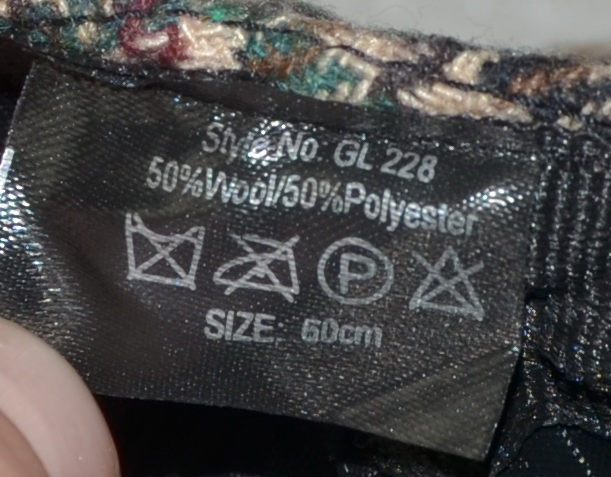 Style No: GL 228
50%Wool/50%Polyester
P
SIZE: 60cm